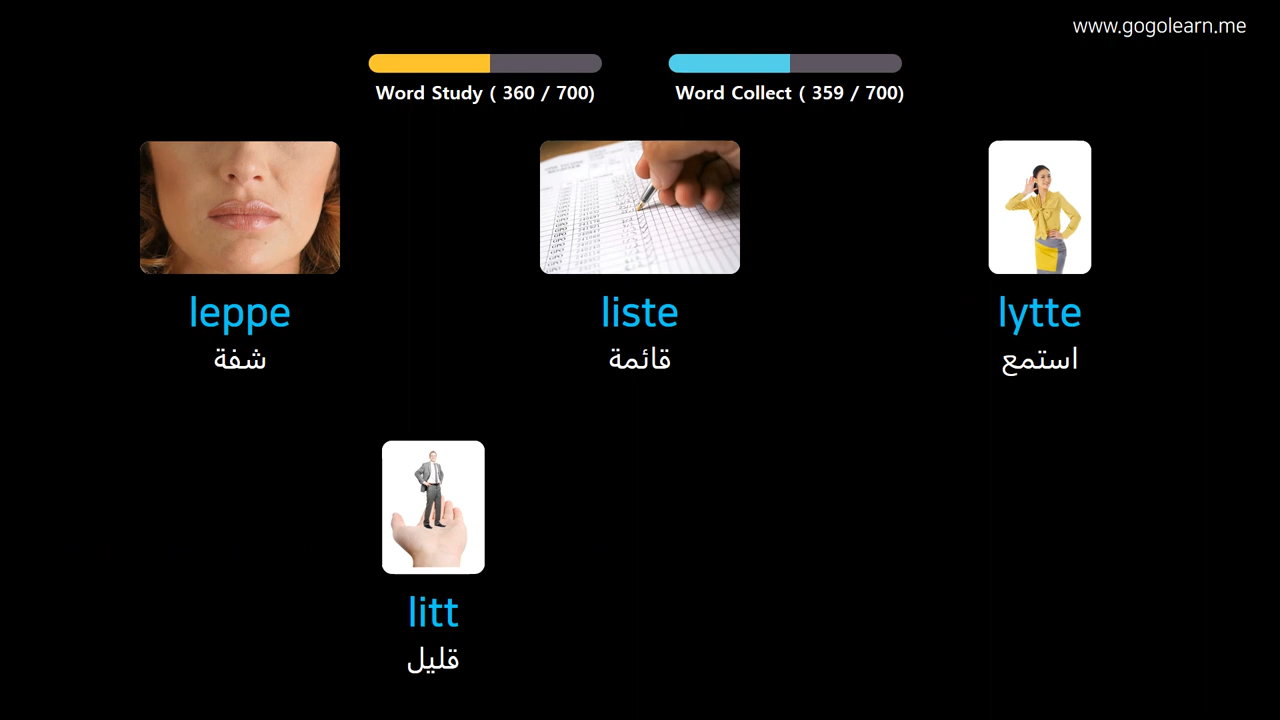 www.gogolearn.me
Word Study ( 360 / 700)
Word Collect ( 359 / 700)
leppe
شفة
liste
قائمة
lytte
استمع
litt
قليل